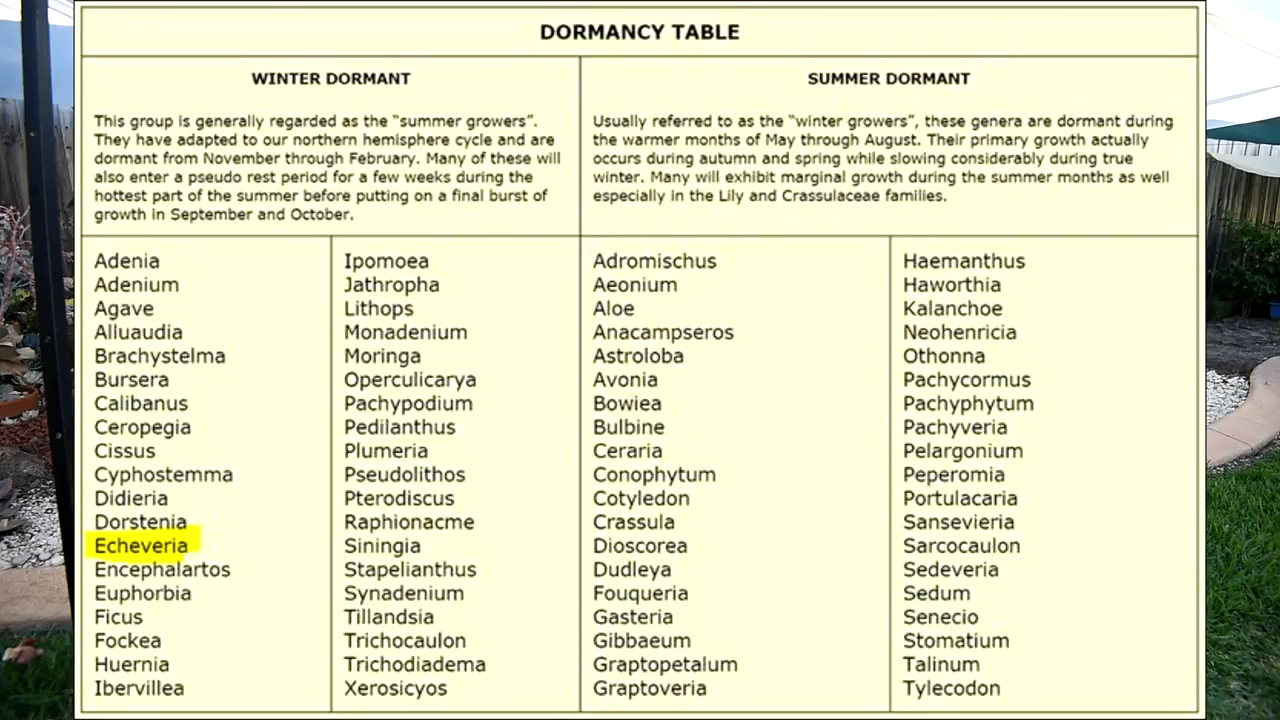 DORMANCY TABLE
WINTER DORMANT
This group is generally regarded as the “summer growers”.
They have adapted to our northern hemisphere cycle and are
dormant from November through February. Many of these will
also enter a pseudo rest period for a few weeks during the
hottest part of the summer before putting on a final burst of
growth in September and October.
SUMMER DORMANT
Usually referred to as the “winter growers”, these genera are dormant during
the warmer months of May through August. Their primary growth actually
occurs during autumn and spring while slowing considerably during true
winter. Many will exhibit marginal growth during the summer months as well
especially in the Lily and Crassulaceae families.
Adenia
Adenium
Agave
Alluaudia
Brachystelma
Bursera
Calibanus
Ceropegia
Cissus
Cyphostemma
Didieria
Dorstenia
Echeveria
Encephalartos
Euphorbia
Ficus
Fockea
Huernia
Ibervillea
Ipomoea
Jathropha
Lithops
Monadenium
Moringa
Operculicarya
Pachypodium
Pedilanthus
Plumeria
Pseudolithos
Pterodiscus
Raphionacme
Siningia
Stapelianthus
Synadenium
Tillandsia
Trichocaulon
Trichodiadema
Xerosicyos
Adromischus
Aeonium
Aloe
Anacampseros
Astroloba
Avonia
Bowiea
Bulbine
Ceraria
Conophytum
Cotyledon
Crassula
Dioscorea
Dudleya
Fouqueria
Gasteria
Gibbaeum
Graptopetalum
Graptoveria
Haemanthus
Haworthia
Kalanchoe
Neohenricia
Othonna
Pachycormus
Pachyphytum
Pachyveria
Pelargonium
Peperomia
Portulacaria
Sansevieria
Sarcocaulon
Sedeveria
Sedum
Senecio
Stomatium
Talinum
Tylecodon